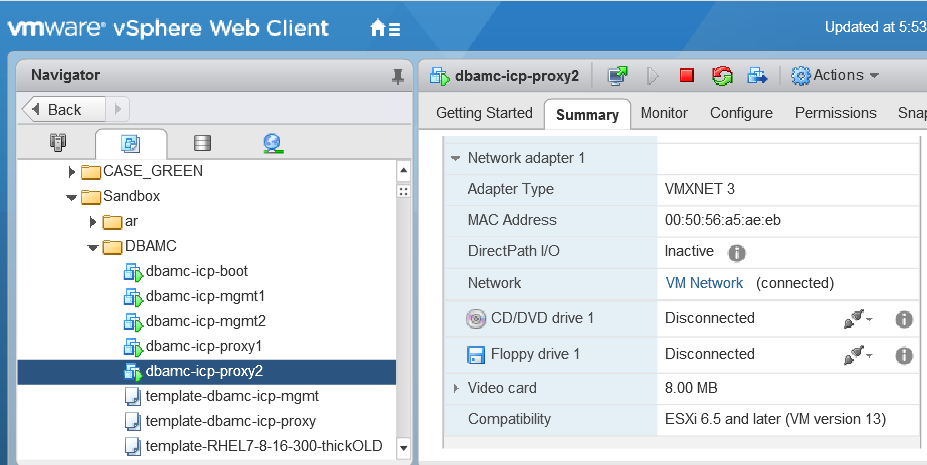 vmware® vSphere Web Client
Updated at 5:53
Navigator
Back
CASE_GREEN
Sandbox
ar
DBAMC
dbamc-icp-boot
dbamc-icp-mgmt1
dbamc-icp-mgmt2
dbamc-icp-proxy1
dbamc-icp-proxy2
template-dbamc-icp-mgmt
template-dbamc-icp-proxy
template-RHEL7-8-16-300-thickOLD
dbamc-icp-proxy2
Actions
Getting Started Summary Monitor Configure Permissions Snap
Network adapter 1
Adapter Type VMXNET 3
MAC Address 00:50:56:a5:ae:eb
DirectPath I/O Inactive
Network VM Network (connected)
CD/DVD drive 1 Disconnected
Floppy drive 1 Disconnected
Video card 8.00 MB
Compatibility ESXi 6.5 and later (VM version 13)